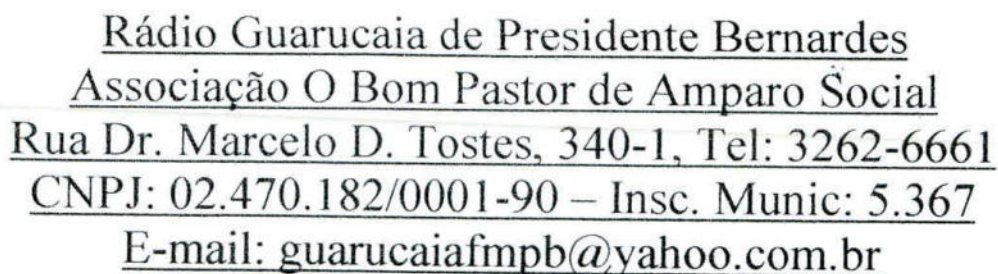 Rádio Guarucaia de Presidente Bernardes
Associação O Bom Pastor de Amparo Social
Rua Dr. Marcelo D. Tostes, 340-1, Tel: 3262-6661
CNPJ: 02.470.182/0001-90 – Insc. Munic: 5.367
E-mail: guarucaiafmpb@yahoo.com.br